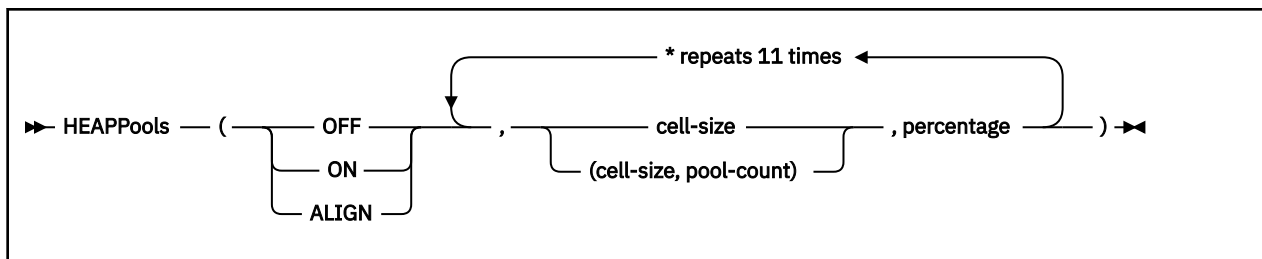 * repeats 11 times
HEAPPools ( OFF , cell-size , percentage )
ON (cell-size, pool-count)
ALIGN